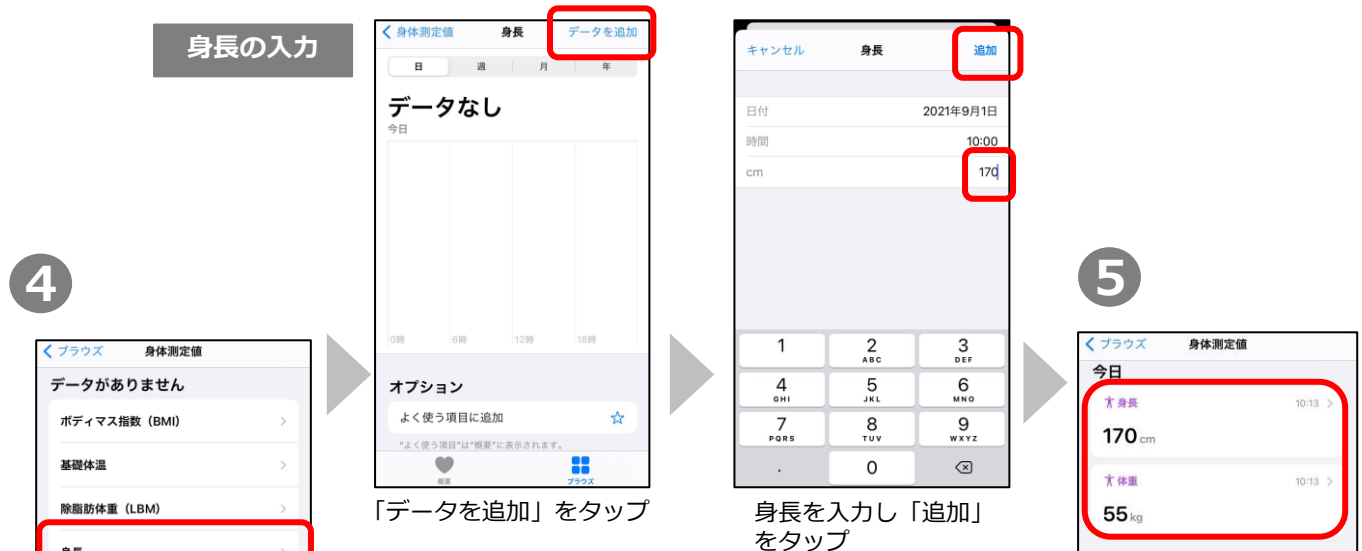 身長の入力
身体測定値 身長 データを追加
日 週 月 年
データなし
今日
0時 6時 12時 18時
オプション
よく使う項目に追加
"よく使う項目"は"概要"に表示されます。
概要 ブラウズ
「データを追加」をタップ
キャンセル 身長 追加
日付 2021年9月1日
時間 10:00
cm 170
1 2 3
ABC DEF
4 5 6
GHI JKL MNO
7 8 9
PQRS TUV WXYZ
. 0
身長を入力し「追加」
をタップ
4
ブラウズ 身体測定値
データがありません
ボディマス指数（BMI）
基礎体温
除脂肪体重（LBM）
身長
5
ブラウズ 身体測定値
今日
身長 10:13
170 cm
体重 10:13
55 kg